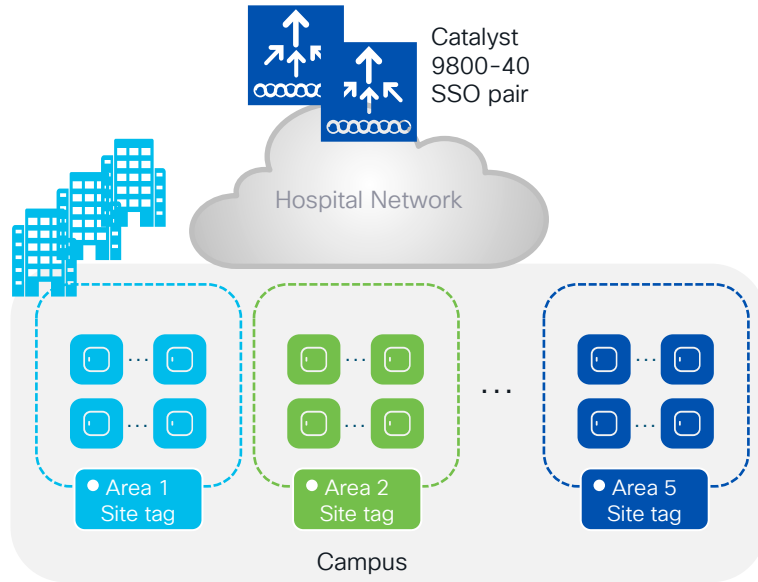 Catalyst
9800-40
SSO pair
Hospital Network
...
Area 1
Site tag
Area 2
Site tag
Area 5
Site tag
Campus